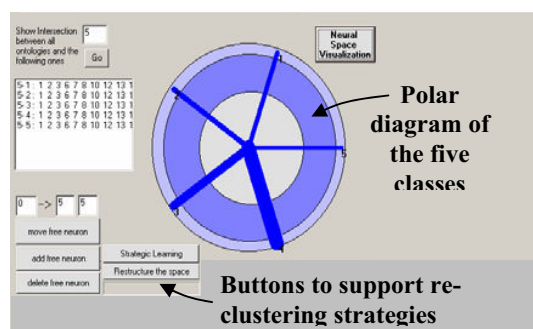 Show Intersection
between all
ontologies and the
following ones
5
Go
Neural
Space
Visualization
5-1: 1 2 3 6 7 8 10 12 13 1
5-2: 1 2 3 6 7 8 10 12 13 1
5-3: 1 2 3 6 7 8 10 12 13 1
5-4: 1 2 3 6 7 8 10 12 13 1
5-5: 1 2 3 6 7 8 10 12 13 1
1
2
3
4
5
Polar
diagram of
the five
classes
0 --> 5 5
move free neuron
add free neuron
delete free neuron
Strategic Learning
Restructure the space
Buttons to support re-
clustering strategies